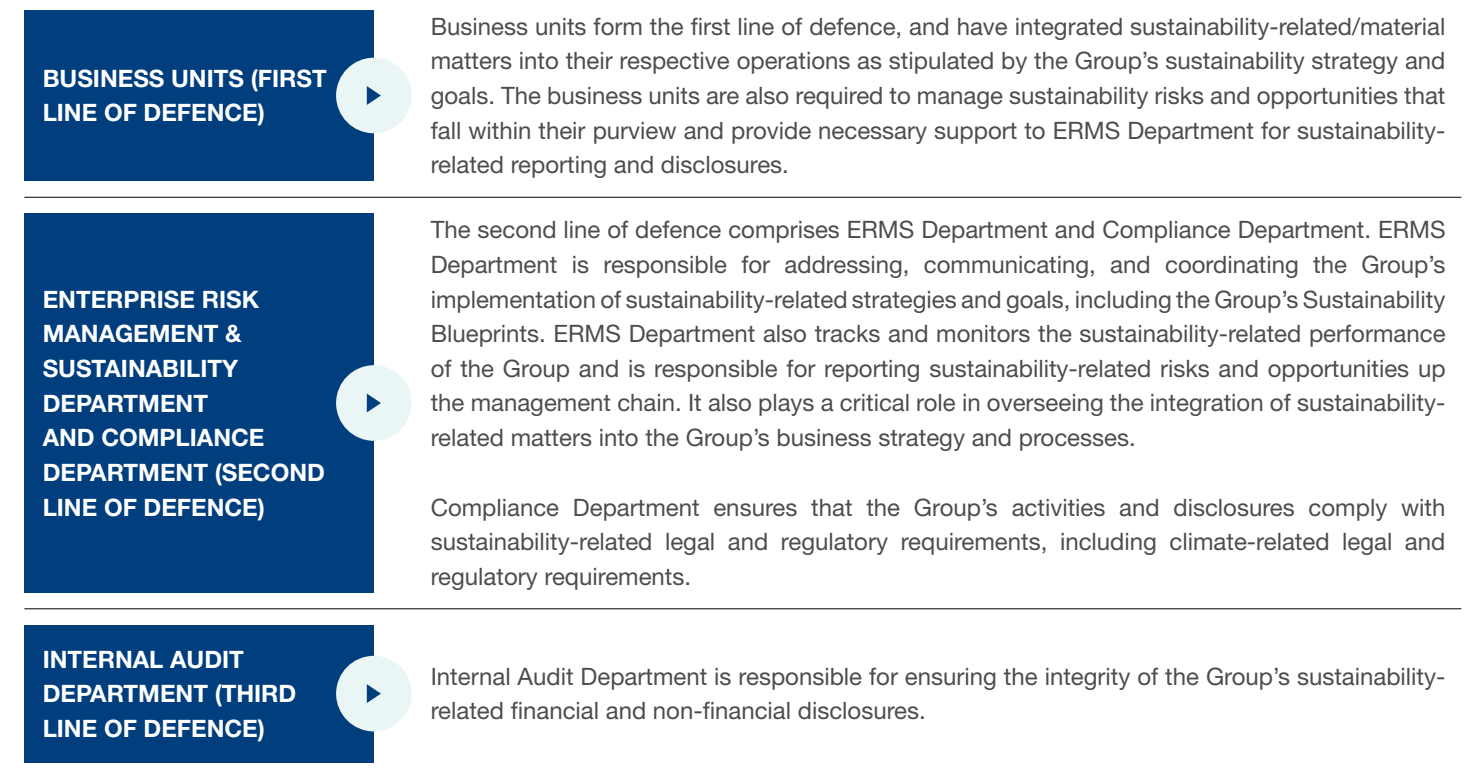 BUSINESS UNITS (FIRST
LINE OF DEFENCE)
Business units form the first line of defence, and have integrated sustainability-related/material
matters into their respective operations as stipulated by the Group’s sustainability strategy and
goals. The business units are also required to manage sustainability risks and opportunities that
fall within their purview and provide necessary support to ERMS Department for sustainability-
related reporting and disclosures.
ENTERPRISE RISK
MANAGEMENT &
SUSTAINABILITY
DEPARTMENT
AND COMPLIANCE
DEPARTMENT (SECOND
LINE OF DEFENCE)
The second line of defence comprises ERMS Department and Compliance Department. ERMS
Department is responsible for addressing, communicating, and coordinating the Group’s
implementation of sustainability-related strategies and goals, including the Group’s Sustainability
Blueprints. ERMS Department also tracks and monitors the sustainability-related performance
of the Group and is responsible for reporting sustainability-related risks and opportunities up
the management chain. It also plays a critical role in overseeing the integration of sustainability-
related matters into the Group’s business strategy and processes.
Compliance Department ensures that the Group’s activities and disclosures comply with
sustainability-related legal and regulatory requirements, including climate-related legal and
regulatory requirements.
INTERNAL AUDIT
DEPARTMENT (THIRD
LINE OF DEFENCE)
Internal Audit Department is responsible for ensuring the integrity of the Group’s sustainability-
related financial and non-financial disclosures.